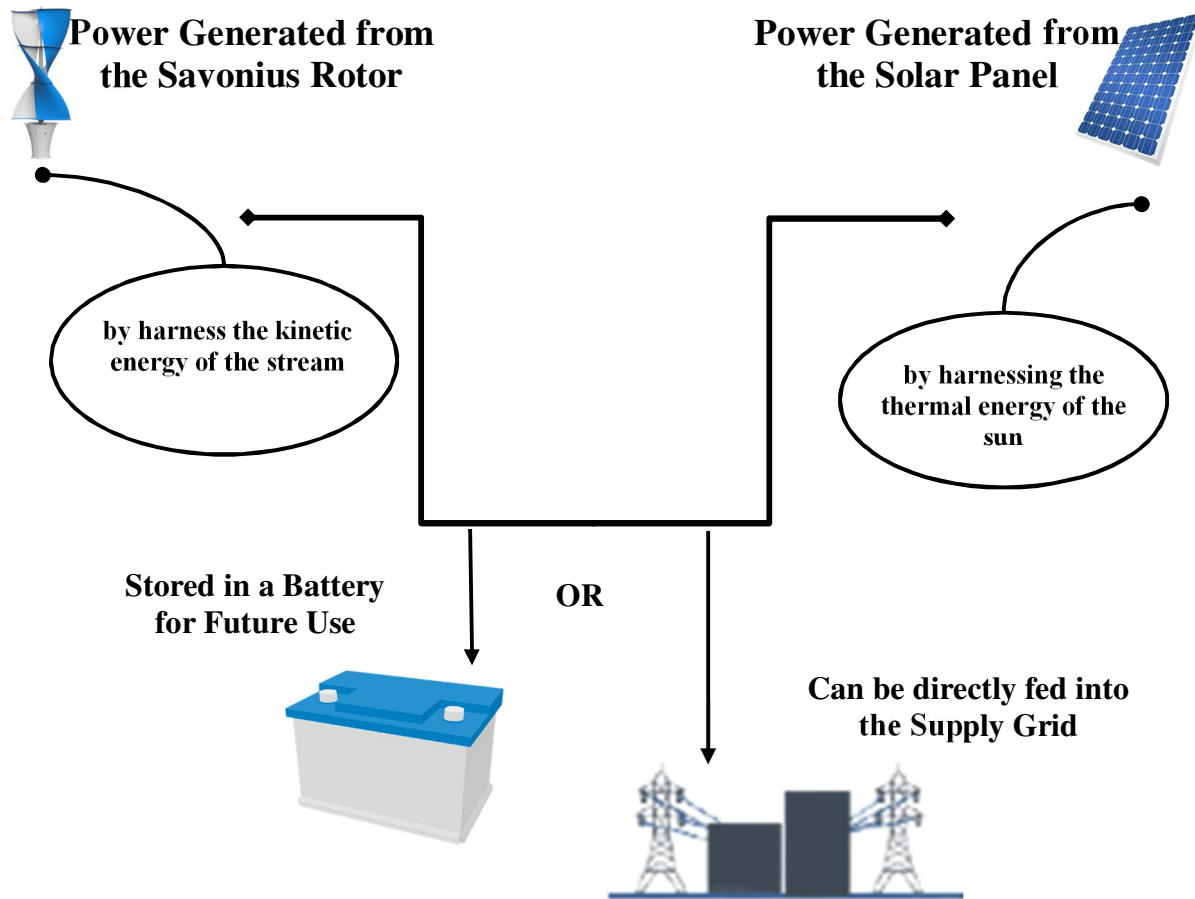 Power Generated from
the Savonius Rotor
Power Generated from
the Solar Panel
by harness the kinetic
energy of the stream
by harnessing the
thermal energy of the
sun
Stored in a Battery
for Future Use
OR
Can be directly fed into
the Supply Grid